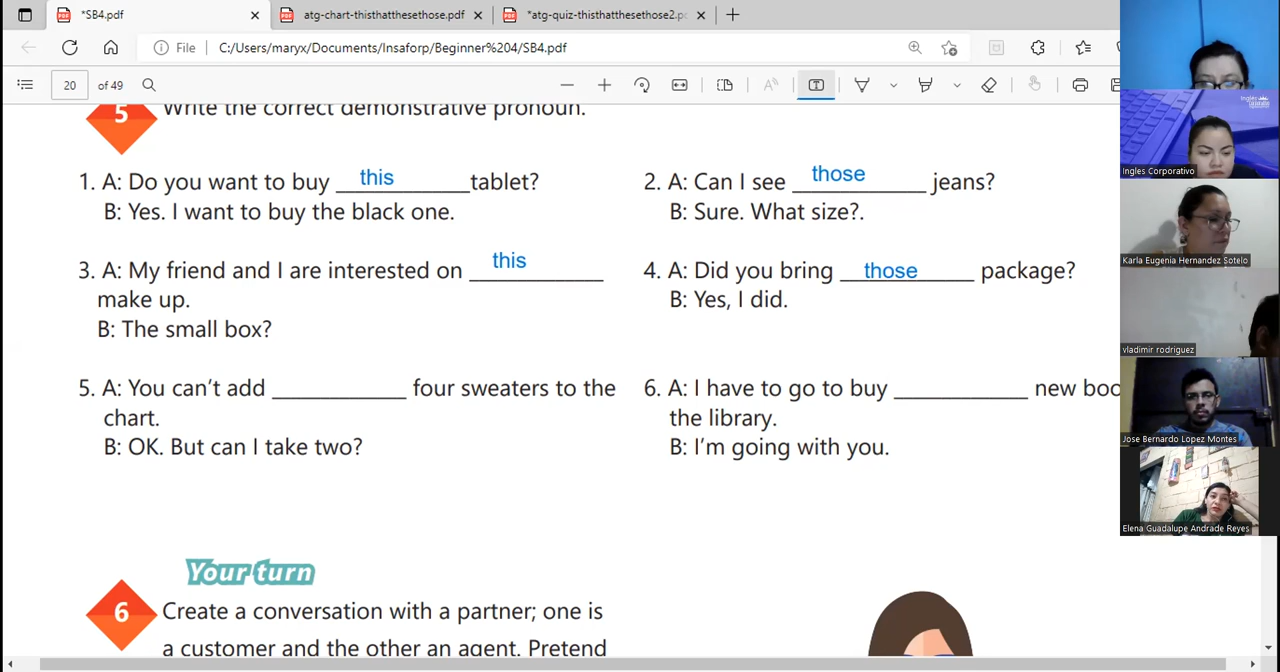 *SB4.pdf
atg-chart-thisthatthesethose.pdf
*atg-quiz-thisthatthesethose2.pc
File
C:/Users/maryx/Documents/Insaforp/Beginner%204/SB4.pdf
20 of 49
5 Write the correct demonstrative pronoun.
1. A: Do you want to buy this tablet?
B: Yes. I want to buy the black one.
2. A: Can I see those jeans?
B: Sure. What size?.
3. A: My friend and I are interested on this
make up.
B: The small box?
4. A: Did you bring those package?
B: Yes, I did.
5. A: You can't add ____________ four sweaters to the
chart.
B: OK. But can I take two?
6. A: I have to go to buy ____________ new boo
the library.
B: I'm going with you.
Your turn
6 Create a conversation with a partner; one is
a customer and the other an agent. Pretend
Ingles Corporativo
Karla Eugenia Hernandez Sotelo
vladimir rodriguez
Jose Bernardo Lopez Montes
Elena Guadalupe Andrade Reyes